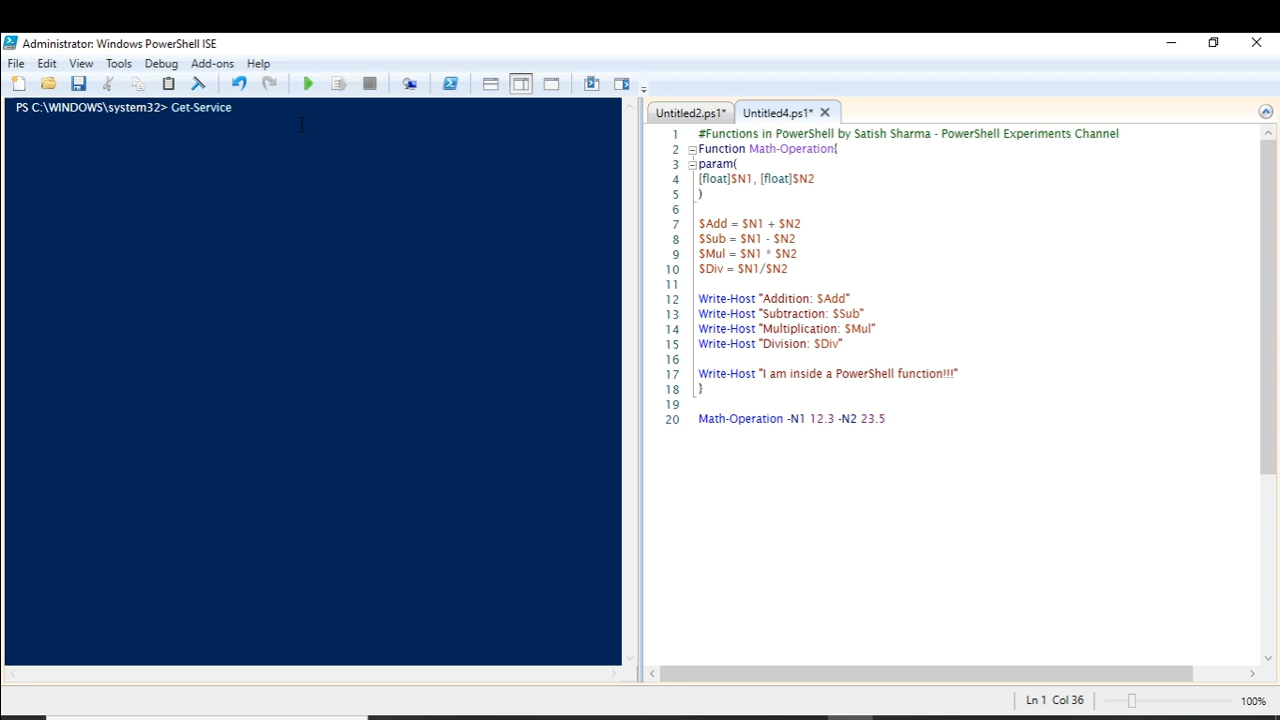 Administrator: Windows PowerShell ISE
File Edit View Tools Debug Add-ons Help
PS C:\WINDOWS\system32> Get-Service
Untitled2.ps1* Untitled4.ps1*
1 #Functions in PowerShell by Satish Sharma - PowerShell Experiments Channel
2 Function Math-Operation{
3 param(
4 [float]$N1, [float]$N2
5 )
6
7 $Add = $N1 + $N2
8 $Sub = $N1 - $N2
9 $Mul = $N1 * $N2
10 $Div = $N1/$N2
11
12 Write-Host "Addition: $Add"
13 Write-Host "Subtraction: $Sub"
14 Write-Host "Multiplication: $Mul"
15 Write-Host "Division: $Div"
16
17 Write-Host "I am inside a PowerShell function!!!"
18 }
19
20 Math-Operation -N1 12.3 -N2 23.5
Ln 1 Col 36 100%